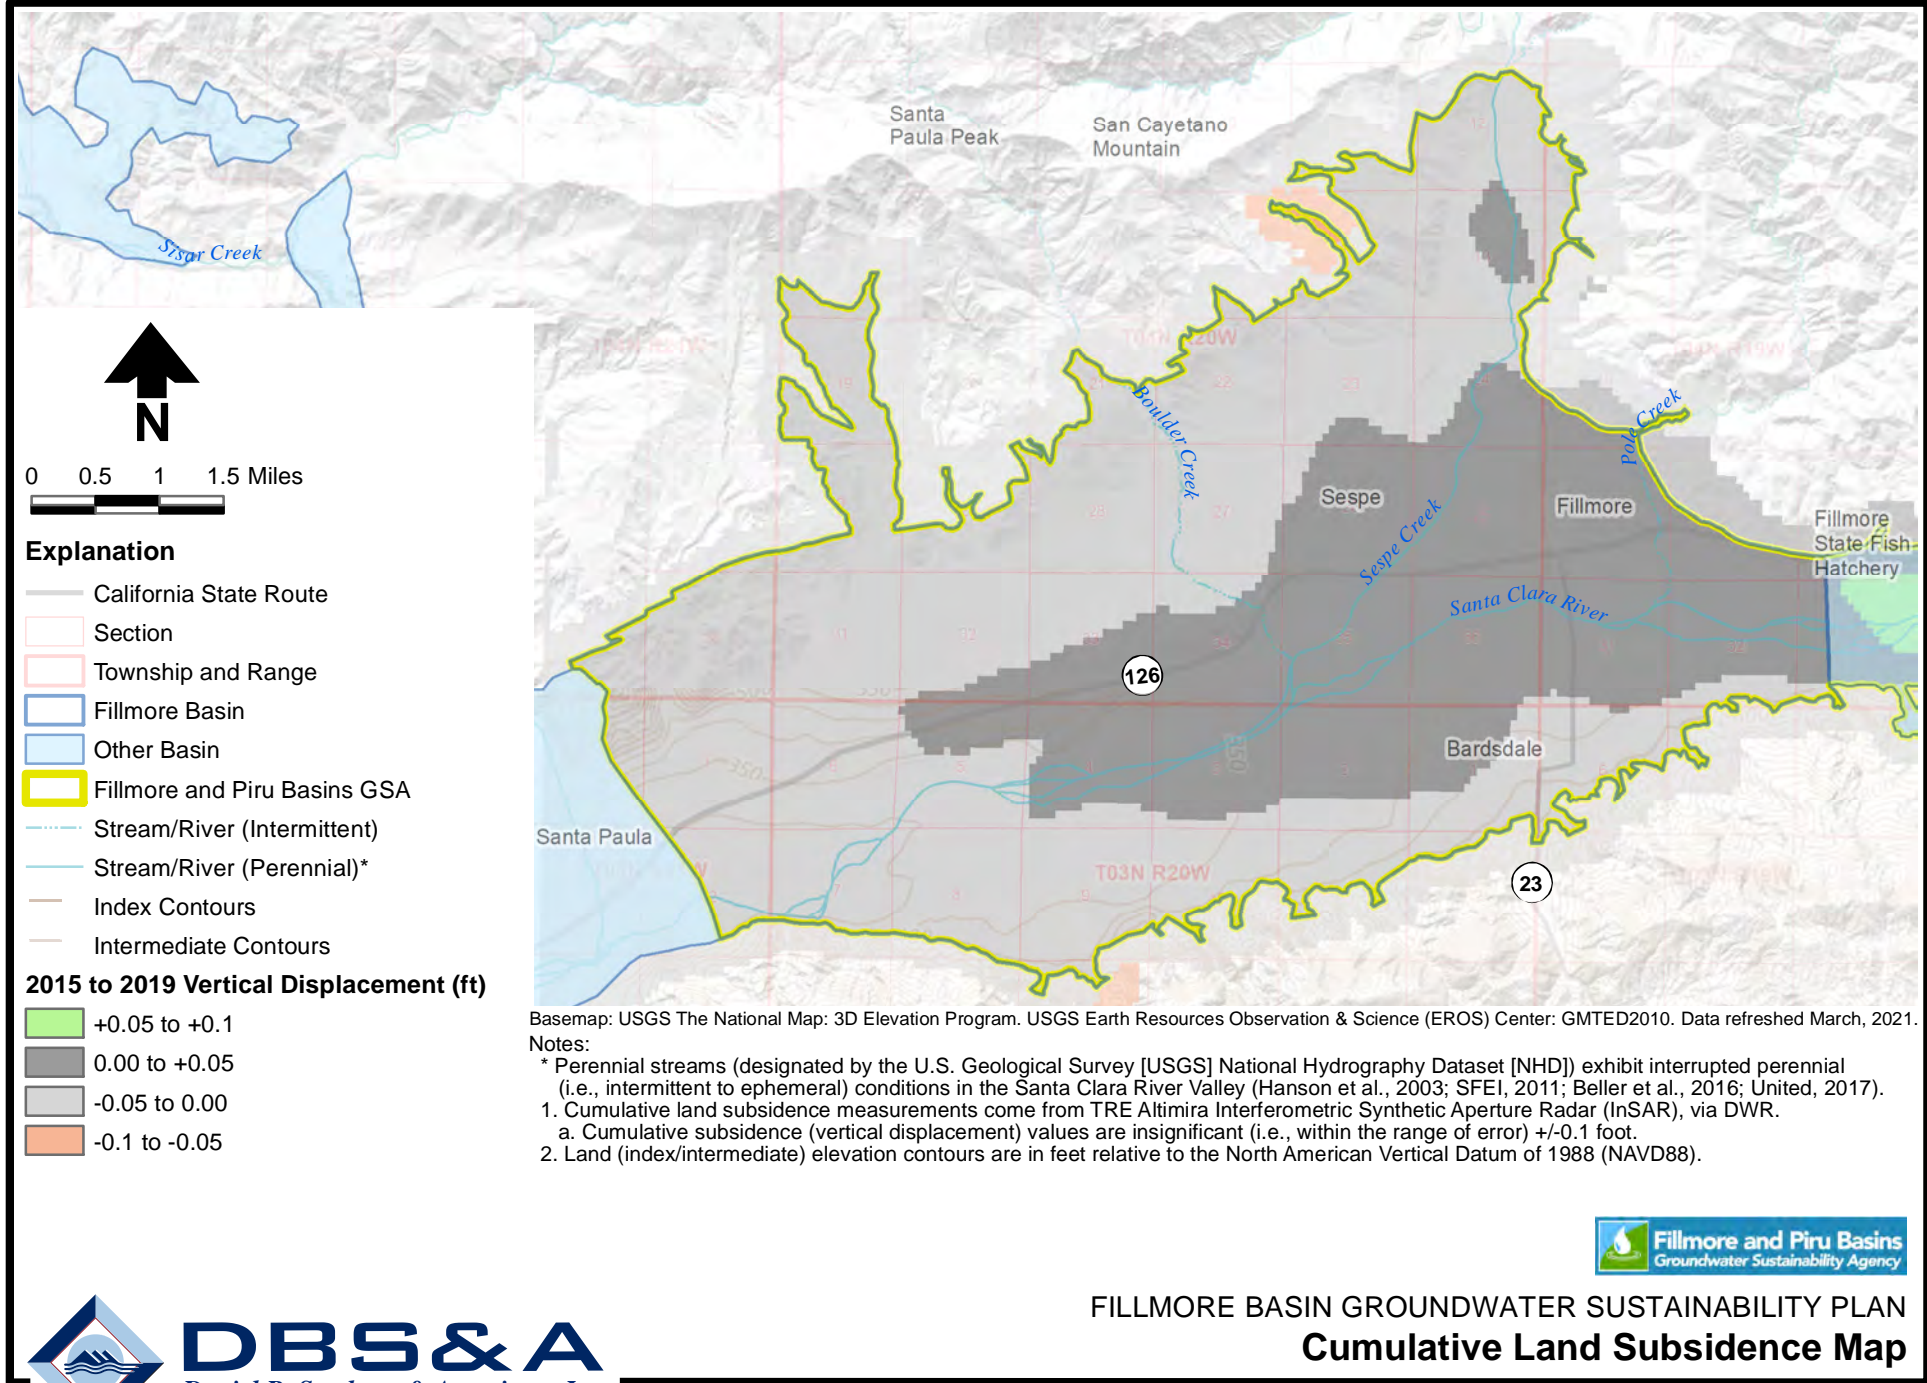 Santa
Paula Peak
San Cayetano
Mountain
12
Sisar Creek
T04N R20W
19
21
22
23
Boulder Creek
Pole Creek
Sespe
Fillmore
Sespe Creek
Fillmore
State Fish
Hatchery
Santa Clara River
126
350
Bardsdale
Santa Paula
T03N R20W
23
N
0 0.5 1 1.5 Miles
Explanation
California State Route
Section
Township and Range
Fillmore Basin
Other Basin
Fillmore and Piru Basins GSA
Stream/River (Intermittent)
Stream/River (Perennial)*
Index Contours
Intermediate Contours
2015 to 2019 Vertical Displacement (ft)
+0.05 to +0.1
0.00 to +0.05
-0.05 to 0.00
-0.1 to -0.05
Basemap: USGS The National Map: 3D Elevation Program. USGS Earth Resources Observation & Science (EROS) Center: GMTED2010. Data refreshed March, 2021.
Notes:
* Perennial streams (designated by the U.S. Geological Survey [USGS] National Hydrography Dataset [NHD]) exhibit interrupted perennial
(i.e., intermittent to ephemeral) conditions in the Santa Clara River Valley (Hanson et al., 2003; SFEI, 2011; Beller et al., 2016; United, 2017).
1. Cumulative land subsidence measurements come from TRE Altimira Interferometric Synthetic Aperture Radar (InSAR), via DWR.
a. Cumulative subsidence (vertical displacement) values are insignificant (i.e., within the range of error) +/-0.1 foot.
2. Land (index/intermediate) elevation contours are in feet relative to the North American Vertical Datum of 1988 (NAVD88).
Fillmore and Piru Basins
Groundwater Sustainability Agency
FILLMORE BASIN GROUNDWATER SUSTAINABILITY PLAN
Cumulative Land Subsidence Map
DBS&A